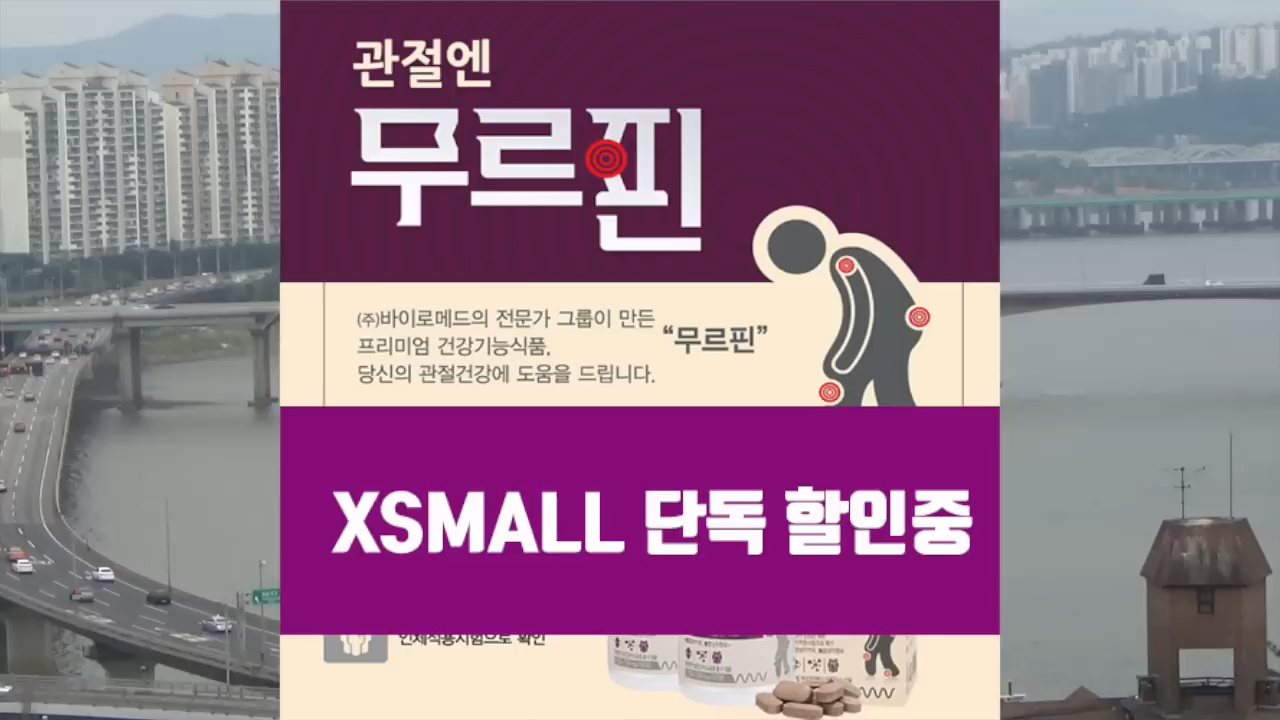 관절엔
무르핀
(주)바이로메드의 전문가 그룹이 만든
프리미엄 건강기능식품,
당신의 관절건강에 도움을 드립니다.
“무르핀”
XSMALL 단독 할인중
인체적용시험으로 확인